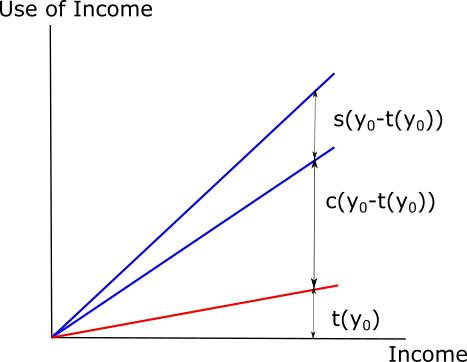 Use of Income
s(y₀-t(y₀))
c(y₀-t(y₀))
t(y₀)
Income